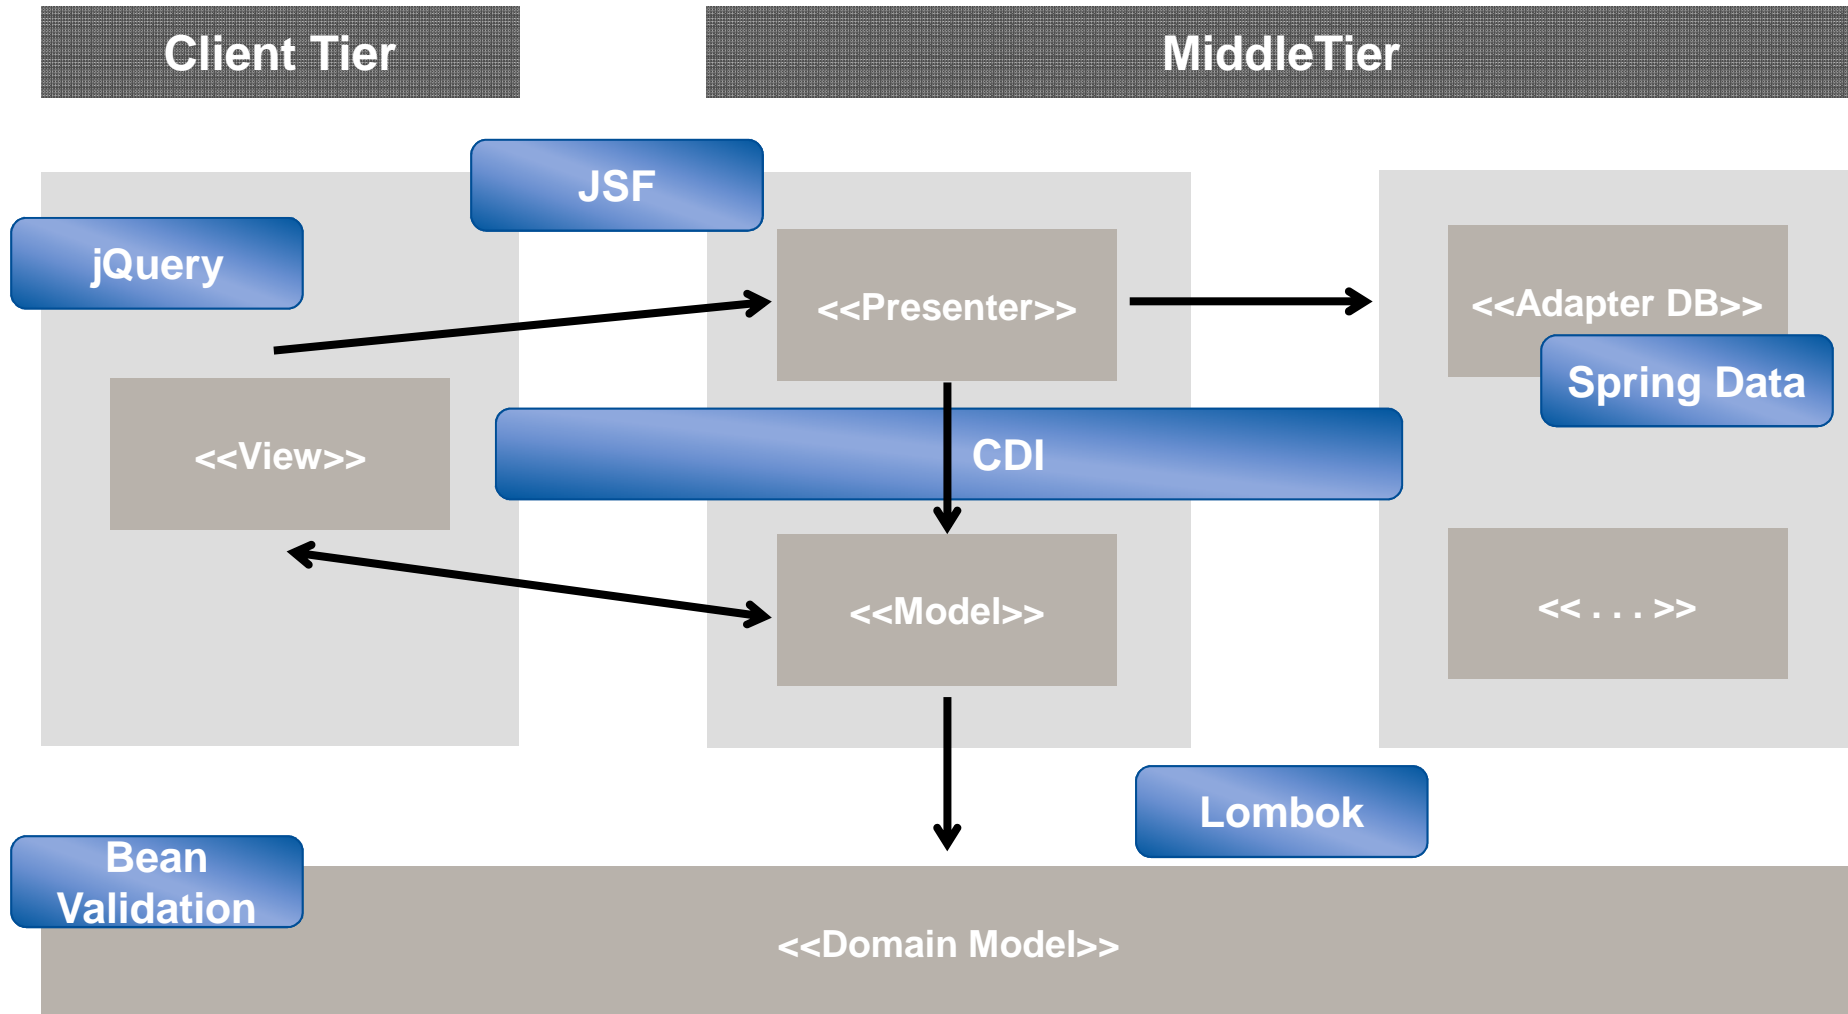 Client Tier
MiddleTier
JSF
jQuery
<<Presenter>>
<<Adapter DB>>
Spring Data
<<View>>
CDI
<<Model>>
<< . . . >>
Lombok
Bean
Validation
<<Domain Model>>